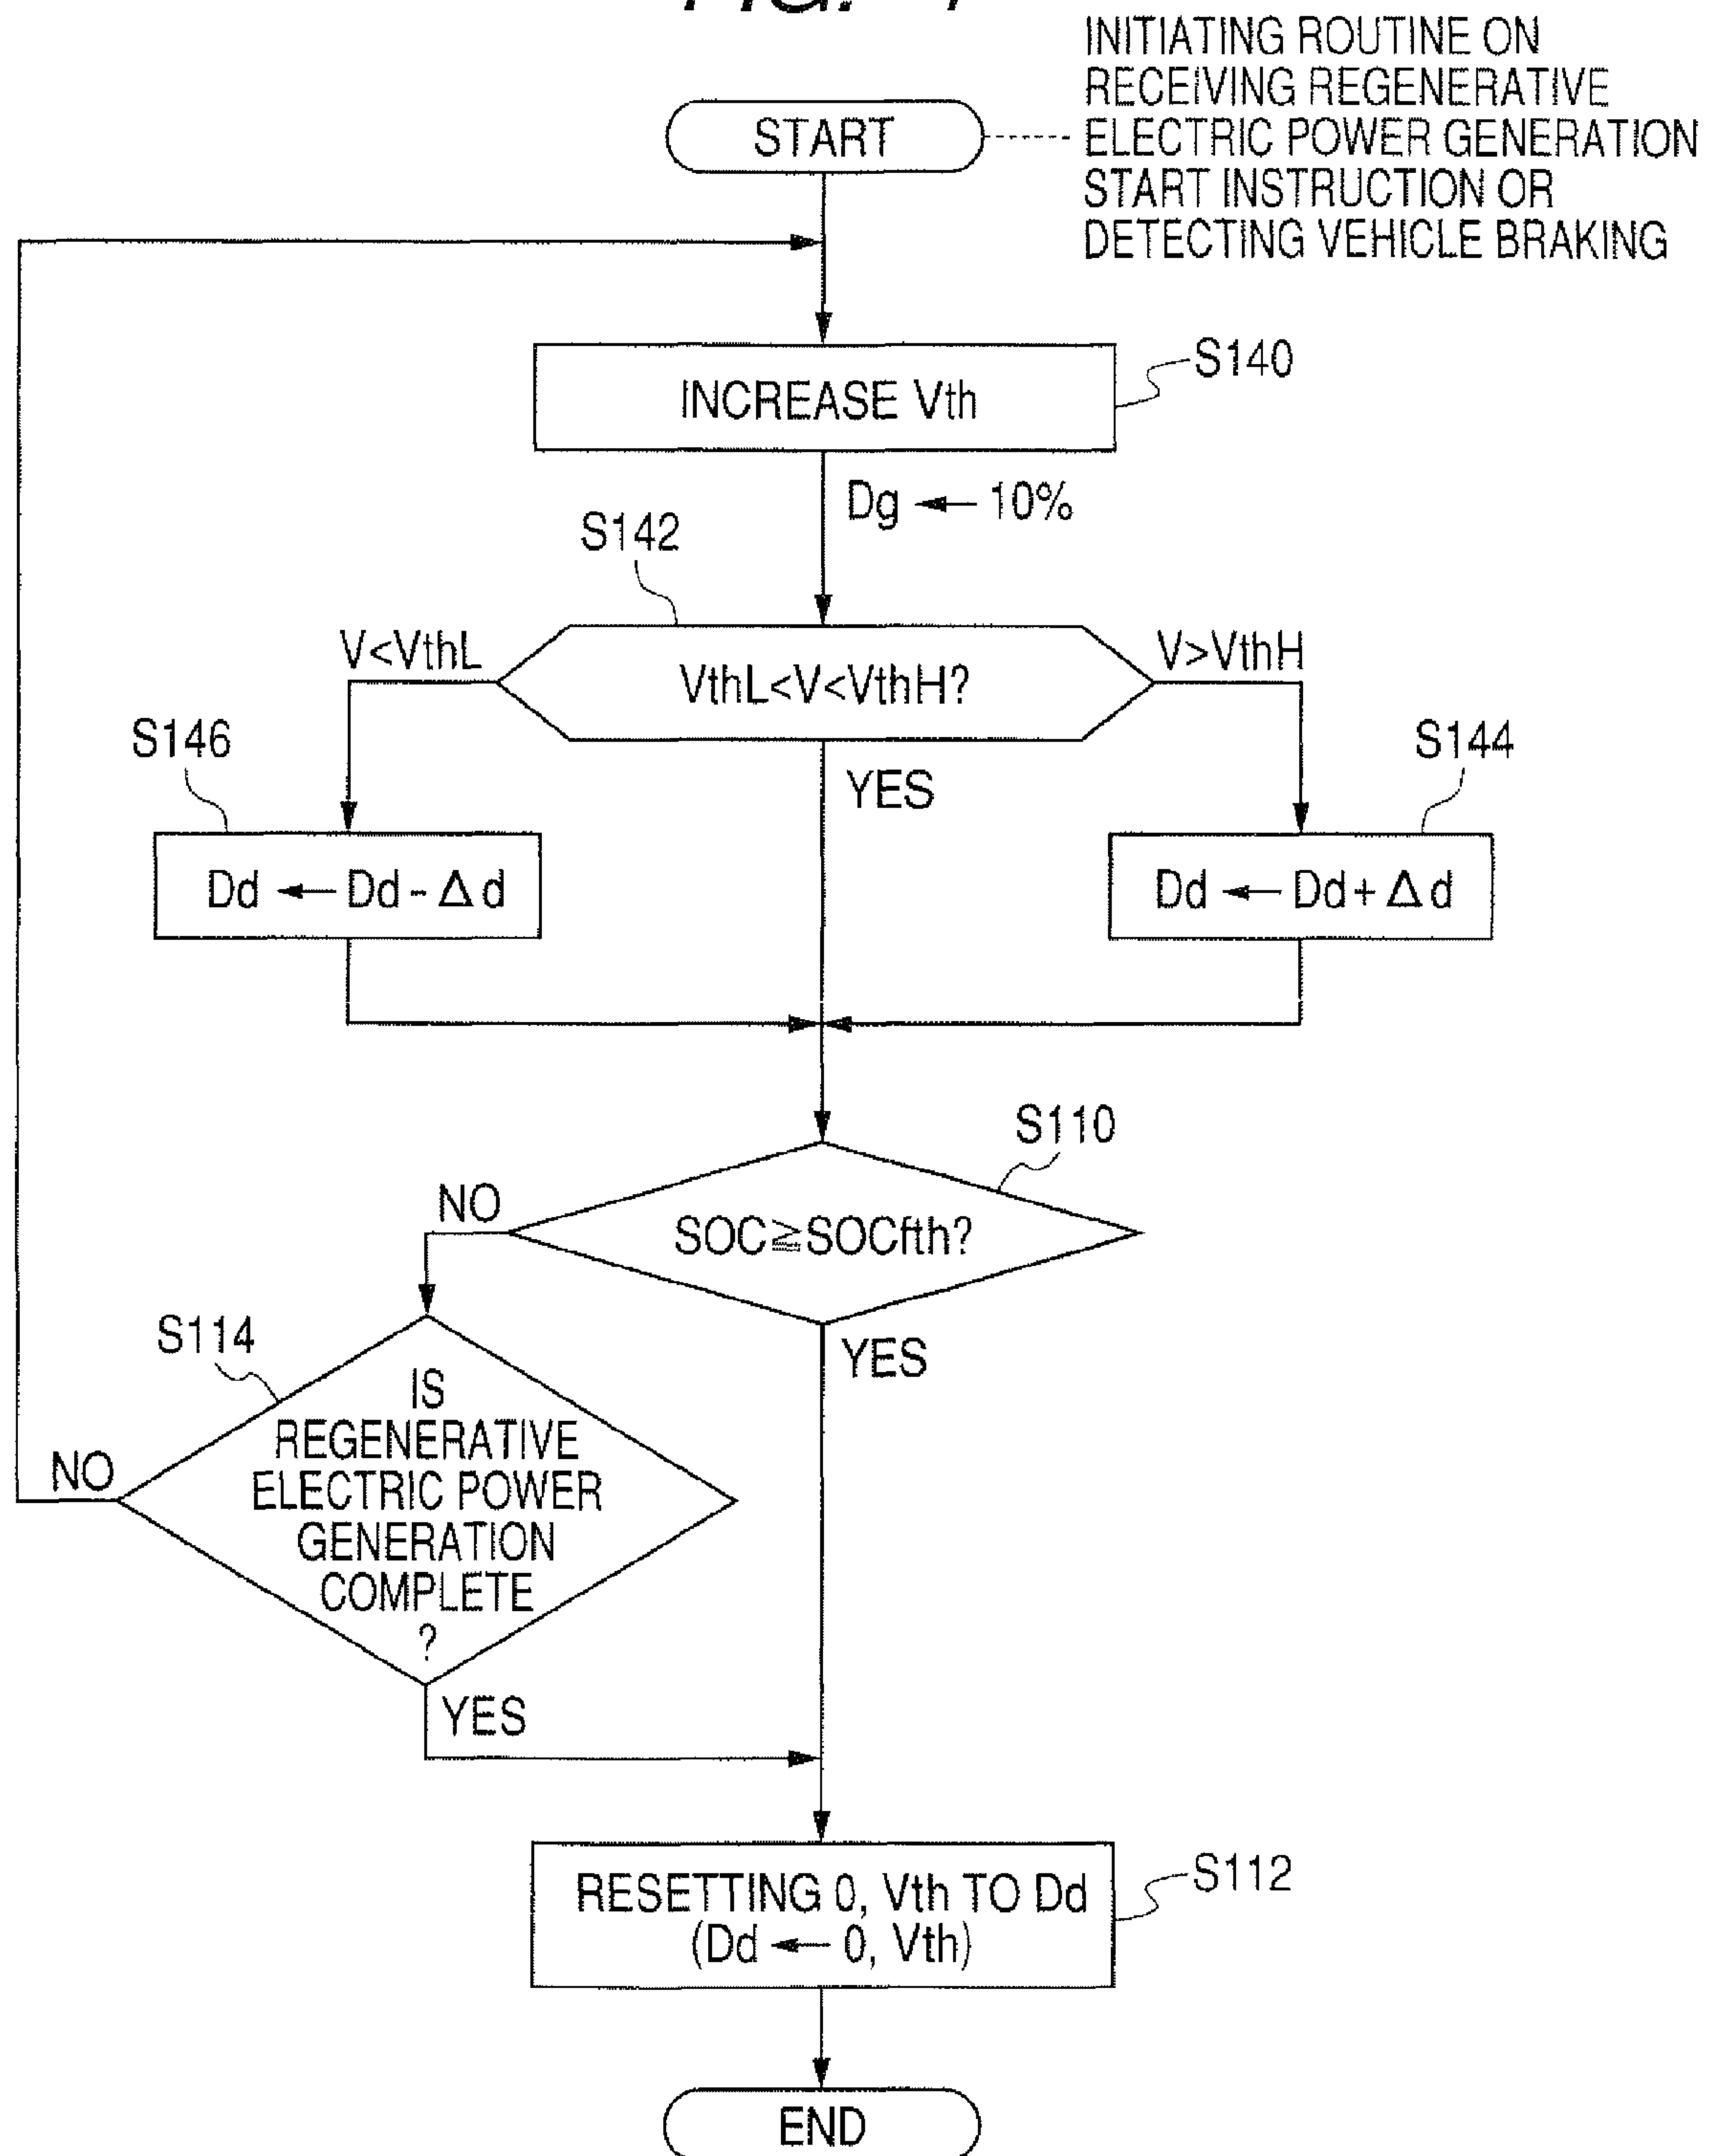 FIG.
INITIATING ROUTINE ON
RECEIVING REGENERATIVE
ELECTRIC POWER GENERATION
START INSTRUCTION OR
DETECTING VEHICLE BRAKING
START
INCREASE Vth
S140
Dg ← 10%
S142
V<VthL
VthL<V<VthH?
V>VthH
S146
YES
S144
Dd ← Dd - Δd
Dd ← Dd + Δd
S110
NO
SOC≧SOCfth?
YES
S114
IS
REGENERATIVE
ELECTRIC POWER
GENERATION
COMPLETE
?
NO
YES
RESETTING 0, Vth TO Dd
(Dd ← 0, Vth)
S112
END